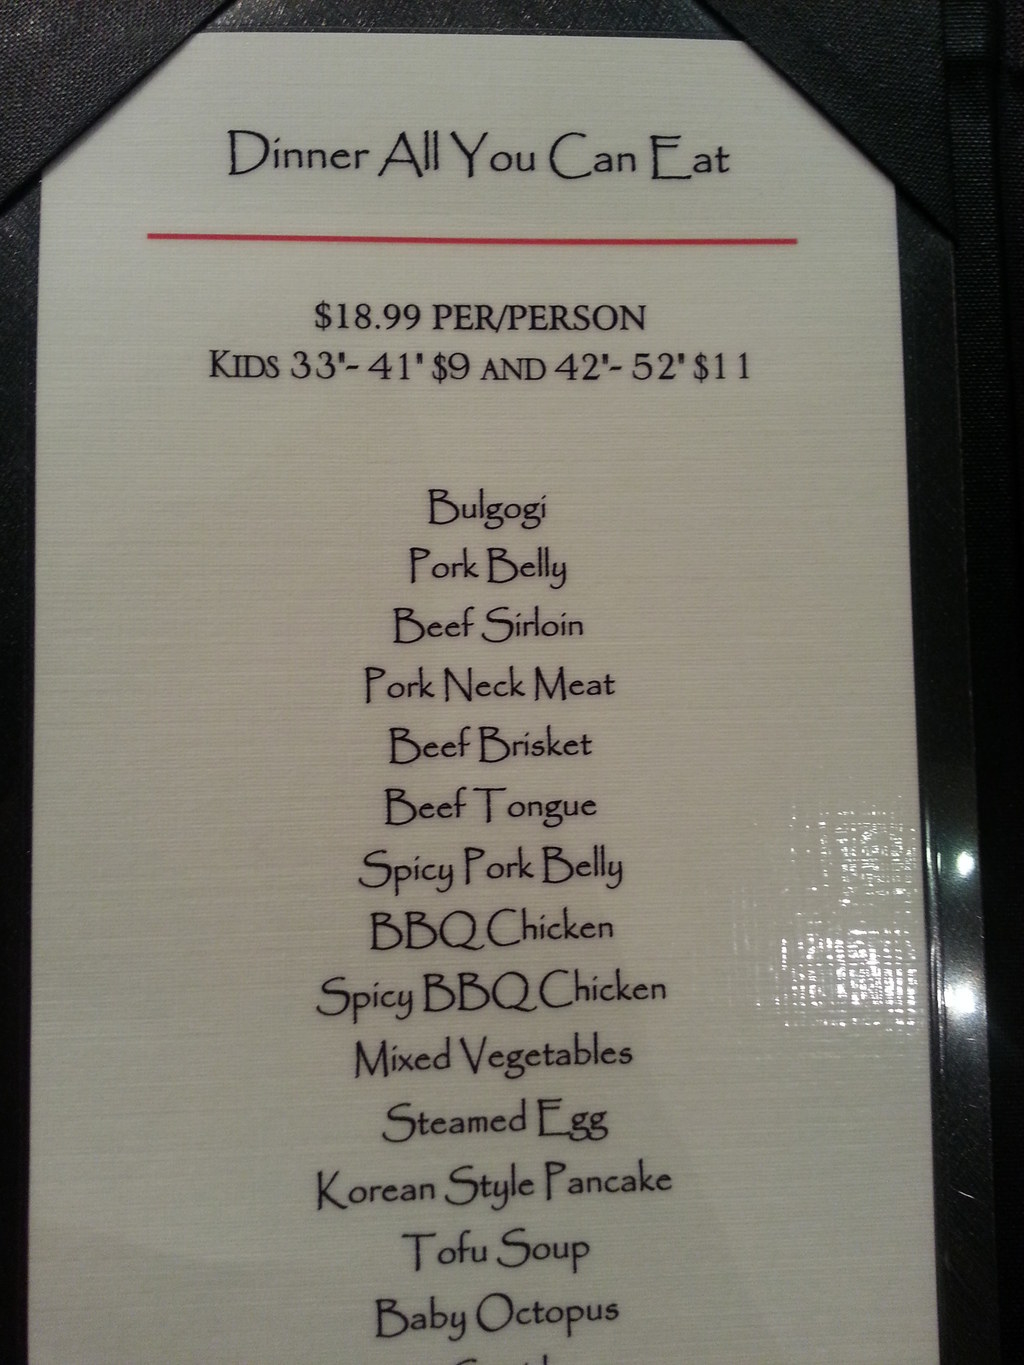 Dinner All You Can Eat
$18.99 PER/PERSON
KIDS 33"- 41" $9 AND 42"- 52" $11
Bulgogi
Pork Belly
Beef Sirloin
Pork Neck Meat
Beef Brisket
Beef Tongue
Spicy Pork Belly
BBQ Chicken
Spicy BBQ Chicken
Mixed Vegetables
Steamed Egg
Korean Style Pancake
Tofu Soup
Baby Octopus